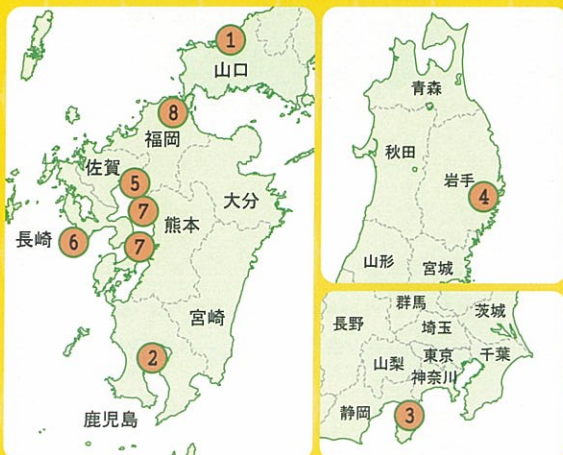 1
山口
8
福岡
佐賀
5
大分
7
熊本
長崎
6
7
宮崎
2
鹿児島
青森
秋田
岩手
4
山形
宮城
群馬
茨城
長野
埼玉
山梨
東京
千葉
神奈川
静岡
3